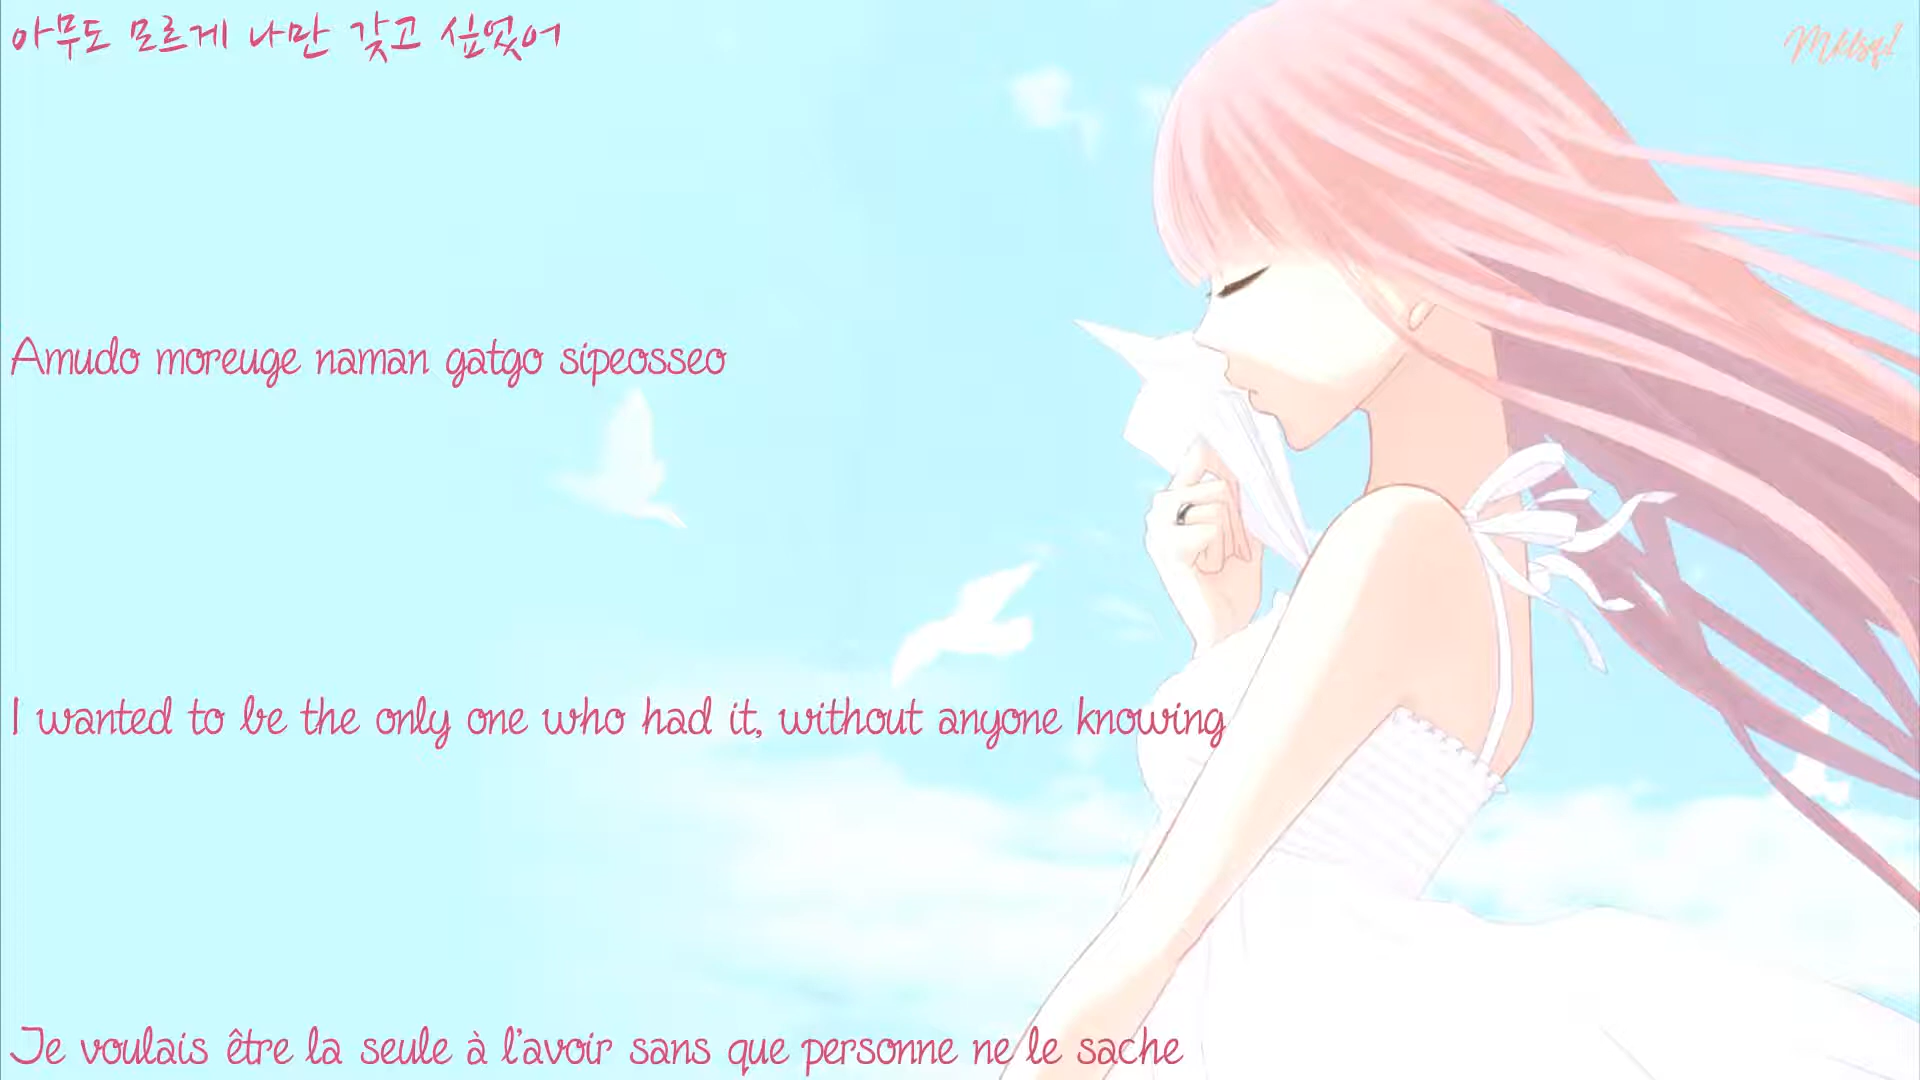 아무도 모르게 나만 갖고 싶었어
Mklsq!
Amudo moreuge naman gatgo sipeosseo
I wanted to be the only one who had it, without anyone knowing
Je voulais être la seule à l'avoir sans que personne ne le sache